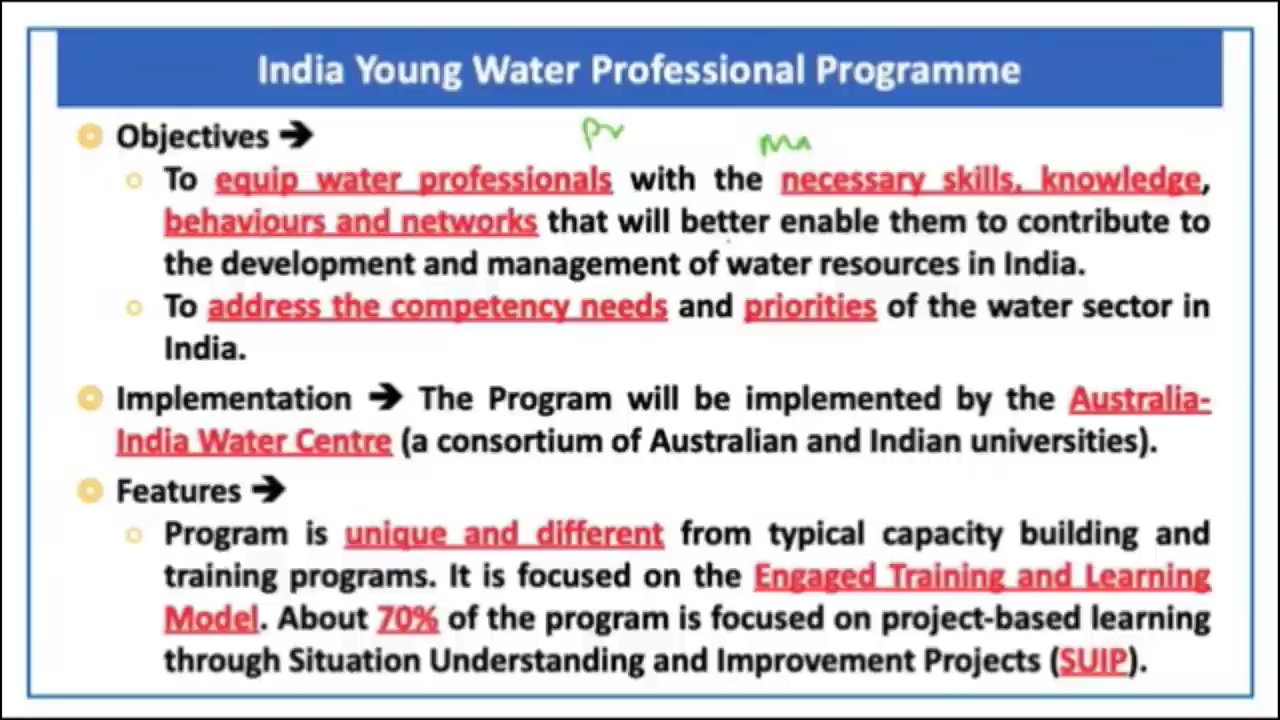 India Young Water Professional Programme
Objectives ➔
To equip water professionals with the necessary skills, knowledge,
behaviours and networks that will better enable them to contribute to
the development and management of water resources in India.
To address the competency needs and priorities of the water sector in
India.
Implementation ➔ The Program will be implemented by the Australia-
India Water Centre (a consortium of Australian and Indian universities).
Features ➔
Program is unique and different from typical capacity building and
training programs. It is focused on the Engaged Training and Learning
Model. About 70% of the program is focused on project-based learning
through Situation Understanding and Improvement Projects (SUIP).